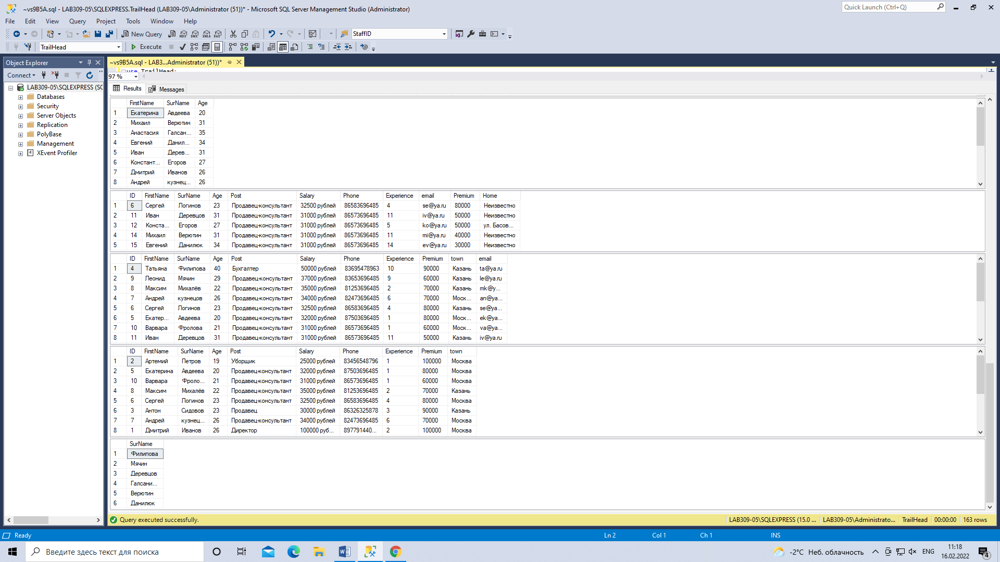 ~vs9B5A.sql - LAB309-05\SQLEXPRESS.TrailHead (LAB309-05\Administrator (51))* - Microsoft SQL Server Management Studio (Administrator)
Quick Launch (Ctrl+Q)
File Edit View Query Project Tools Window Help
New Query MDX DMX XMLA DAX StaffID
TrailHead Execute
Object Explorer
~vs9B5A.sql - LAB3...Administrator (51))*
use TrailHead;
97 %
Connect
Results Messages
LAB309-05\SQLEXPRESS (SQ
Databases
Security
Server Objects
Replication
PolyBase
Management
XEvent Profiler
FirstName SurName Age
1 Екатерина Авдеева 20
2 Михаил Верютин 31
3 Анастасия Галсан... 35
4 Евгений Данил... 34
5 Иван Дерев... 31
6 Констант... Егоров 27
7 Дмитрий Иванов 26
8 Андрей кузнец... 26
ID FirstName SurName Age Post Salary Phone Experience email Premium Home
1 6 Сергей Логинов 23 Продавец-консультант 32500 рублей 86583696485 4 se@ya.ru 80000 Неизвестно
2 11 Иван Деревцов 31 Продавец-консультант 31000 рублей 86573696485 11 iv@ya.ru 50000 Неизвестно
3 12 Конста... Егоров 27 Продавец-консультант 31000 рублей 86573696485 5 ko@ya.ru 50000 ул. Басов...
4 14 Михаил Верютин 31 Продавец-консультант 31000 рублей 86573696485 11 mi@ya.ru 40000 Неизвестно
5 15 Евгений Данилюк 34 Продавец-консультант 31000 рублей 86573696485 14 ev@ya.ru 30000 Неизвестно
ID FirstName SurName Age Post Salary Phone Experience Premium town email
1 4 Татьяна Филипова 40 Бухгалтер 50000 рублей 83695478963 10 90000 Казань ta@ya.ru
2 9 Леонид Мячин 29 Продавец-консультант 37000 рублей 83653696485 9 60000 Казань le@ya.ru
3 8 Максим Михалёв 22 Продавец-консультант 35000 рублей 81253696485 2 70000 Казань mk@y...
4 7 Андрей кузнецов 26 Продавец-консультант 34000 рублей 82473696485 6 70000 Моск... an@ya...
5 6 Сергей Логинов 23 Продавец-консультант 32500 рублей 86583696485 4 80000 Казань se@ya...
6 5 Екатер... Авдеева 20 Продавец-консультант 32000 рублей 87503696485 1 80000 Моск... ek@ya...
7 10 Варвара Фролова 21 Продавец-консультант 31000 рублей 86573696485 1 60000 Моск... va@ya...
8 11 Иван Деревцов 31 Продавец-консультант 31000 рублей 86573696485 11 50000 Казань iv@ya.ru
ID FirstName SurName Age Post Salary Phone Experience Premium town
1 2 Артемий Петров 19 Уборщик 25000 рублей 83456548796 1 100000 Москва
2 5 Екатерина Авдеева 20 Продавец-консультант 32000 рублей 87503696485 1 80000 Москва
3 10 Варвара Фроло... 21 Продавец-консультант 31000 рублей 86573696485 1 60000 Москва
4 8 Максим Михалёв 22 Продавец-консультант 35000 рублей 81253696485 2 70000 Казань
5 6 Сергей Логинов 23 Продавец-консультант 32500 рублей 86583696485 4 80000 Москва
6 3 Антон Сидовов 23 Продавец 30000 рублей 86326325878 3 90000 Казань
7 7 Андрей кузнец... 26 Продавец-консультант 34000 рублей 82473696485 6 70000 Москва
8 1 Дмитрий Иванов 26 Директор 100000 руб... 897791440... 2 100000 Москва
SurName
1 Филипова
2 Мячин
3 Деревцов
4 Галсани...
5 Верютин
6 Данилюк
Query executed successfully. LAB309-05\SQLEXPRESS (15.0 ... LAB309-05\Administrato... TrailHead 00:00:00 163 rows
Ready Ln 2 Col 1 Ch 1 INS
Введите здесь текст для поиска
-2°C Неб. облачность ENG 11:18
16.02.2022
4